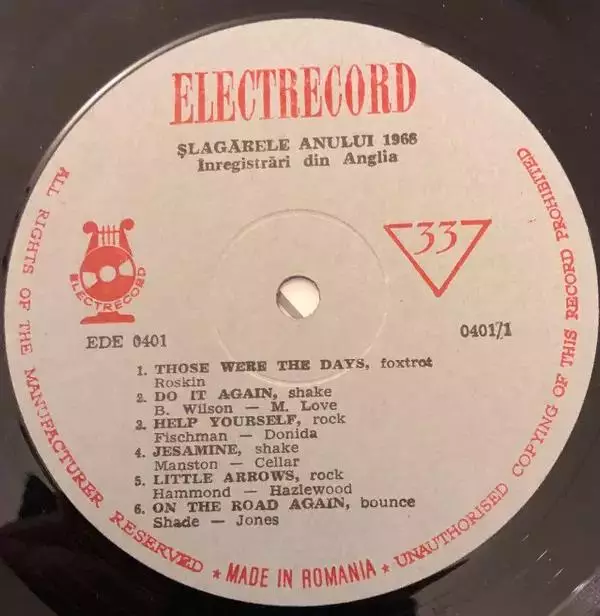 ELECTRECORD
ŞLAGĂRELE ANULUI 1968
Înregistrări din Anglia
ELECTRECORD
33
EDE 0401
0401/1
1. THOSE WERE THE DAYS, foxtrot
Roskin
2. DO IT AGAIN, shake
B. Wilson — M. Love
3. HELP YOURSELF, rock
Fischman — Donida
4. JESAMINE, shake
Manston — Cellar
5. LITTLE ARROWS, rock
Hammond — Hazlewood
6. ON THE ROAD AGAIN, bounce
Shade — Jones
ALL RIGHTS OF THE MANUFACTURER RESERVED ★ MADE IN ROMANIA ★ UNAUTHORISED COPYING OF THIS RECORD PROHIBITED